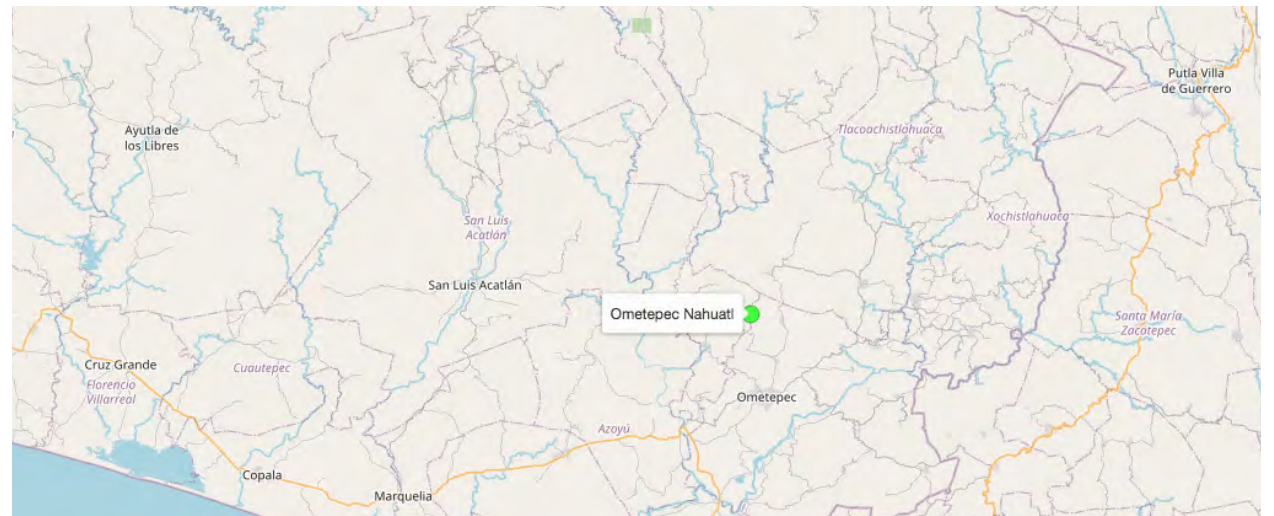 Putla Villa
de Guerrero
Ayutla de
los Libres
Tlacoachistlahuaca
San Luis
Acatlán
Xochistlahuaca
San Luis Acatlán
Ometepec Nahuatl
Santa María
Zacatepec
Cruz Grande
Cuautepec
Florencio
Villarreal
Ometepec
Azoyú
Copala
Marquelia